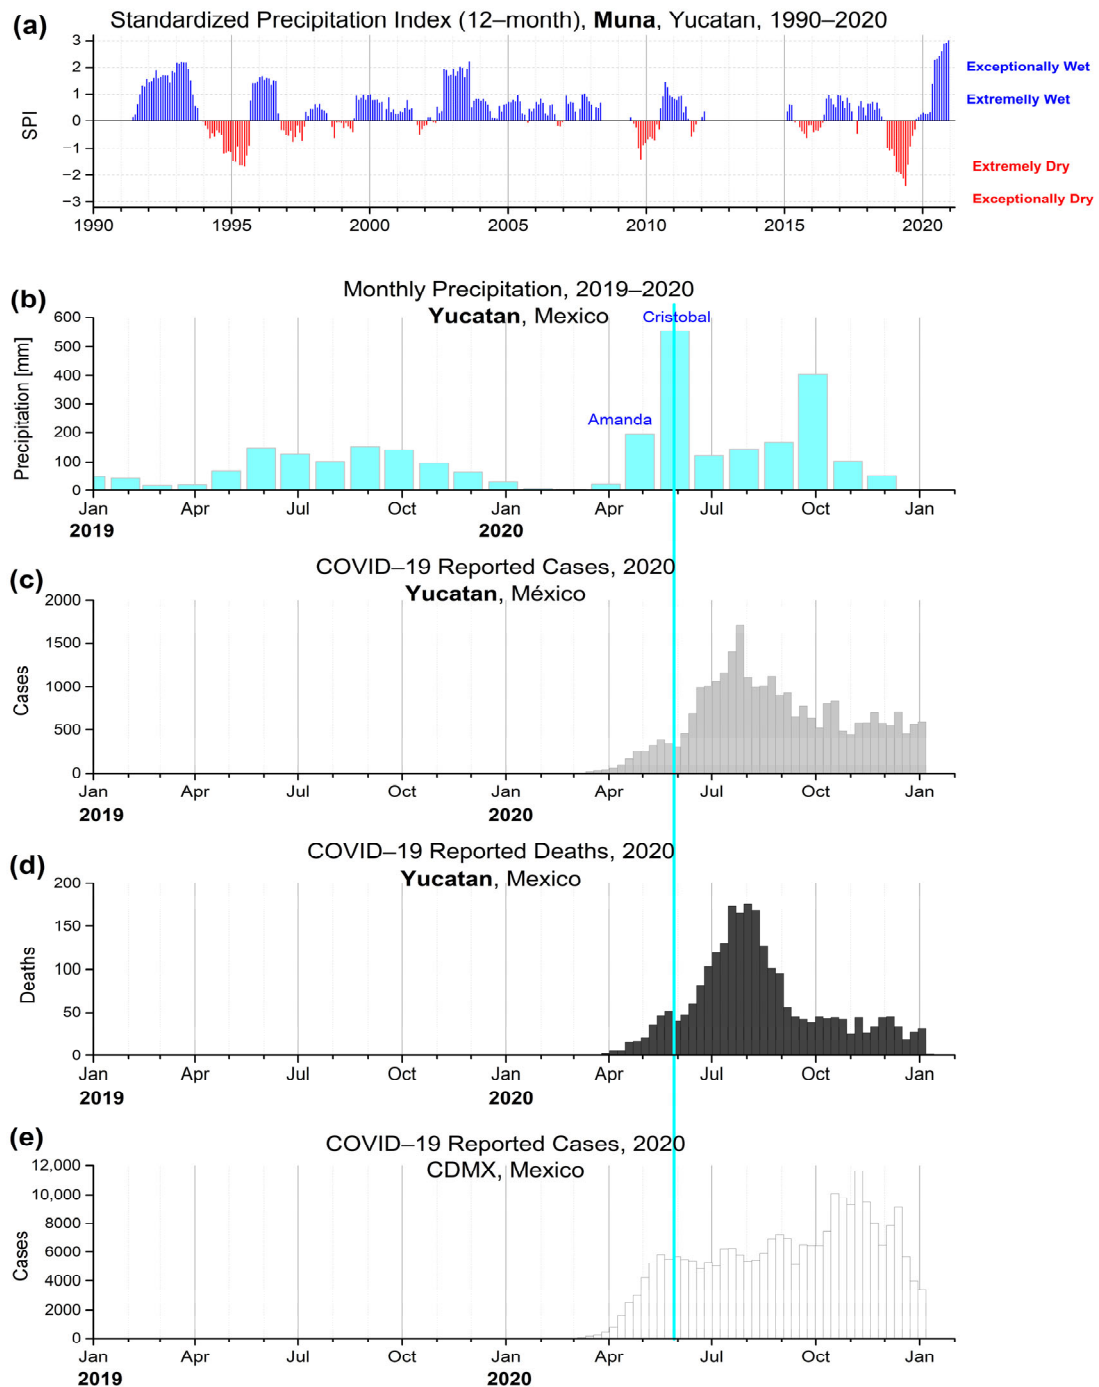 (a)
Standardized Precipitation Index (12–month), Muna, Yucatan, 1990–2020
SPI
3
2
1
0
−1
−2
−3
1990 1995 2000 2005 2010 2015 2020
Exceptionally Wet
Extremelly Wet
Extremely Dry
Exceptionally Dry
(b)
Monthly Precipitation, 2019–2020
Yucatan, Mexico
Precipitation [mm]
600
500
400
300
200
100
0
Cristobal
Amanda
Jan Apr Jul Oct Jan Apr Jul Oct Jan
2019 2020
(c)
COVID–19 Reported Cases, 2020
Yucatan, México
Cases
2000
1500
1000
500
0
Jan Apr Jul Oct Jan Apr Jul Oct Jan
2019 2020
(d)
COVID–19 Reported Deaths, 2020
Yucatan, Mexico
Deaths
200
150
100
50
0
Jan Apr Jul Oct Jan Apr Jul Oct Jan
2019 2020
(e)
COVID–19 Reported Cases, 2020
CDMX, Mexico
Cases
12,000
10,000
8000
6000
4000
2000
0
Jan Apr Jul Oct Jan Apr Jul Oct Jan
2019 2020